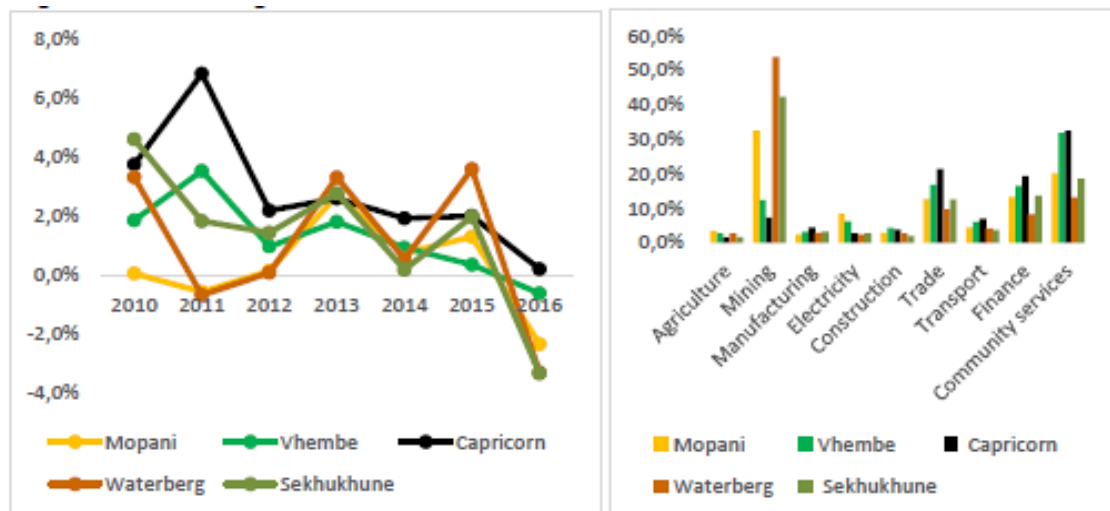 8,0%
6,0%
4,0%
2,0%
0,0%
-2,0%
-4,0%
2010 2011 2012 2013 2014 2015 2016
Mopani Vhembe Capricorn
Waterberg Sekhukhune
60,0%
50,0%
40,0%
30,0%
20,0%
10,0%
0,0%
Agriculture
Mining
Manufacturing
Electricity
Construction
Trade
Transport
Finance
Community services
Mopani Vhembe Capricorn
Waterberg Sekhukhune